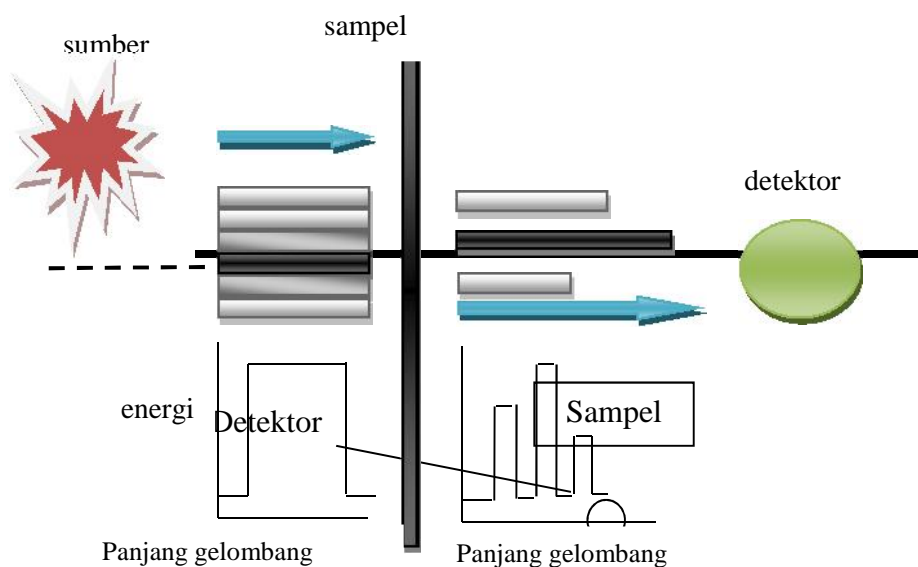 sumber
sampel
detektor
energi
Detektor
Sampel
Panjang gelombang
Panjang gelombang